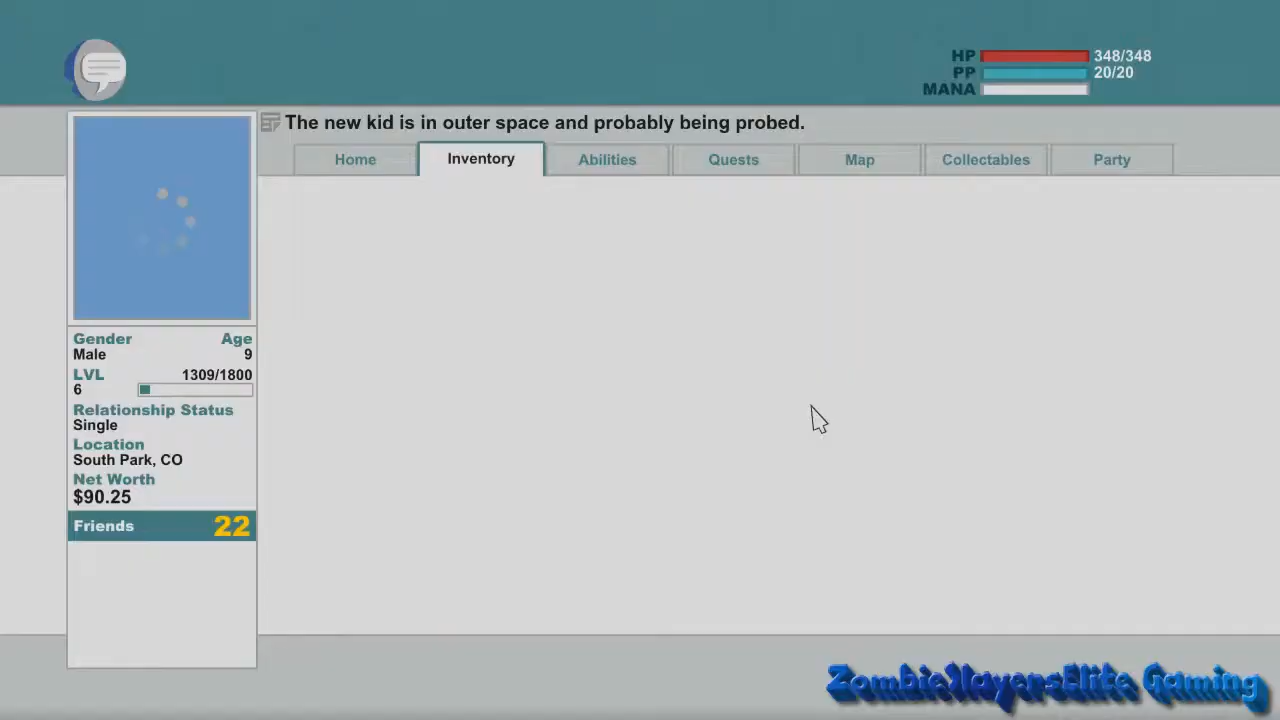 HP 348/348
PP 20/20
MANA
The new kid is in outer space and probably being probed.
Home Inventory Abilities Quests Map Collectables Party
Gender Age
Male 9
LVL 1309/1800
6
Relationship Status
Single
Location
South Park, CO
Net Worth
$90.25
Friends 22
ZombieSlayersElite Gaming